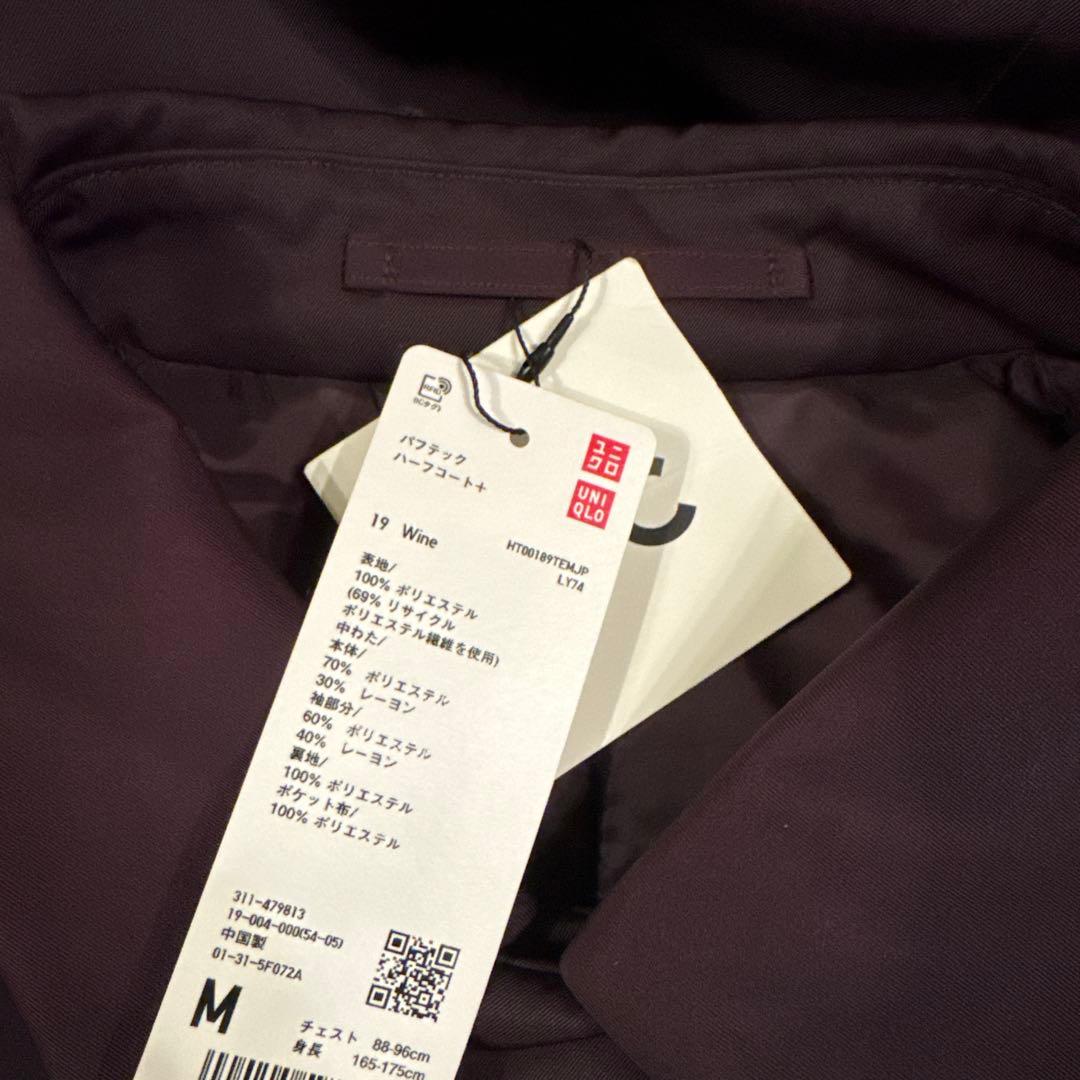 RFID
(ICタグ)
パフテック
ハーフコート+
ユニ
クロ
UNI
QLO
19 Wine
HT00189TEMJP
LY74
表地/
100% ポリエステル
(69% リサイクル
ポリエステル繊維を使用)
中わた/
本体/
70% ポリエステル
30% レーヨン
袖部分/
60% ポリエステル
40% レーヨン
裏地/
100% ポリエステル
ポケット布/
100% ポリエステル
311-479813
19-004-000(54-05)
中国製
01-31-5F072A
M
チェスト 88-96cm
身長 165-175cm
C